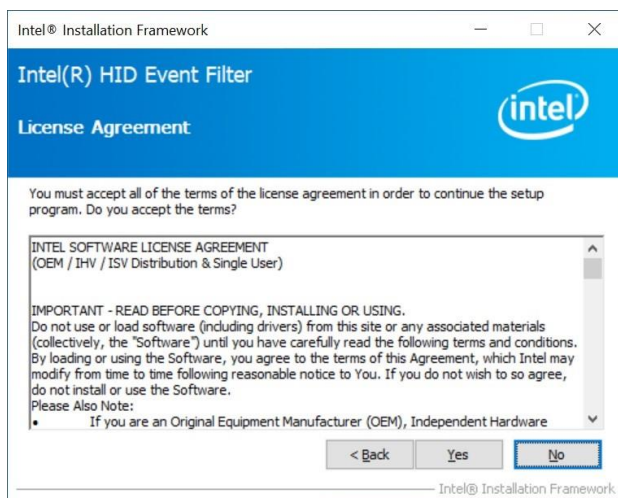 Intel® Installation Framework
Intel(R) HID Event Filter
License Agreement
intel
You must accept all of the terms of the license agreement in order to continue the setup
program. Do you accept the terms?
INTEL SOFTWARE LICENSE AGREEMENT
(OEM / IHV / ISV Distribution & Single User)
IMPORTANT - READ BEFORE COPYING, INSTALLING OR USING.
Do not use or load software (including drivers) from this site or any associated materials
(collectively, the "Software") until you have carefully read the following terms and conditions.
By loading or using the Software, you agree to the terms of this Agreement, which Intel may
modify from time to time following reasonable notice to You. If you do not wish to so agree,
do not install or use the Software.
Please Also Note:
• If you are an Original Equipment Manufacturer (OEM), Independent Hardware
< Back Yes No
Intel® Installation Framework